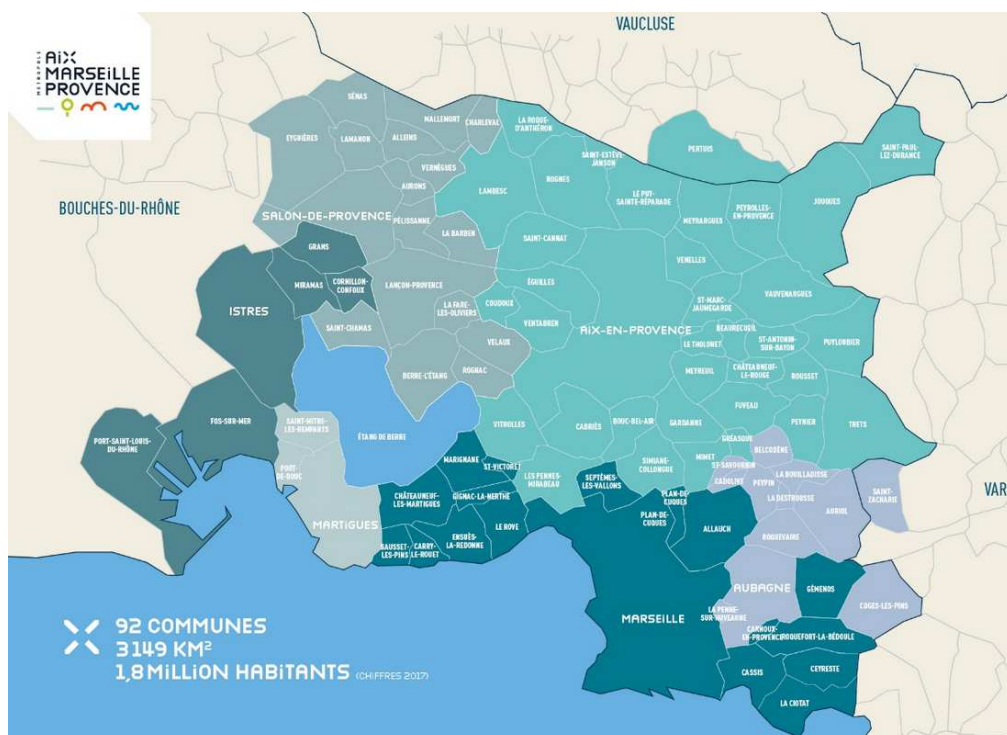 MÉTROPOLE
AIX
MARSEILLE
PROVENCE
VAUCLUSE
BOUCHES-DU-RHÔNE
VAR
SÉNAS
MALLEMORT
CHARLEVAL
LA ROQUE-
D'ANTHÉRON
EYGUIÈRES
LAMANON
ALLEINS
VERNÈGUES
SAINT-ESTÈVE
JANSON
PERTUIS
SAINT-PAUL
LEZ-DURANCE
AURONS
LAMBESC
ROGNES
LE PUY-
SAINTE-RÉPARADE
MEYRARGUES
PEYROLLES-
EN-PROVENCE
JOUQUES
SALON-DE-PROVENCE
PÉLISSANNE
LA BARBEN
SAINT-CANNAT
VENELLES
GRANS
MIRAMAS
CORNILLON-
CONFOUX
LANÇON-PROVENCE
ÉGUILLES
ISTRES
LA FARE-
LES-OLIVIERS
COUDOUX
VENTABREN
ST-MARC-
JAUMEGARDE
VAUVENARGUES
SAINT-CHAMAS
AIX-EN-PROVENCE
BEAURECUEIL
LE THOLONET
ST-ANTONIN-
SUR-BAYON
PUYLOUBIER
VELAUX
BERRE-L'ÉTANG
ROGNAC
MEYREUIL
CHÂTEAUNEUF-
LE-ROUGE
ROUSSET
FOS-SUR-MER
SAINT-MITRE-
LES-REMPARTS
ÉTANG DE BERRE
VITROLLES
CABRIÈS
BOUC-BEL-AIR
GARDANNE
FUVEAU
PEYNIER
TRETS
PORT-SAINT-LOUIS-
DU-RHÔNE
PORT-
DE-BOUC
MARIGNANE
ST-VICTORET
LES PENNES-
MIRABEAU
SEPTÈMES-
LES-VALLONS
SIMIANE-
COLLONGUE
MIMET
GRÉASQUE
ST-SAVOURNIN
CADOLIVE
BELCODÈNE
PEYPIN
LA BOUILLADISSE
LA DESTROUSSE
AURIOL
SAINT-
ZACHARIE
CHÂTEAUNEUF-
LES-MARTIGUES
GIGNAC-LA-NERTHE
MARTIGUES
SAUSSET-
LES-PINS
CARRY-
LE-ROUET
ENSUÈS-
LA-REDONNE
LE ROVE
PLAN-DE-
CUQUES
PLAN-DE-
CUQUES
ALLAUCH
ROQUEVAIRE
AUBAGNE
GÉMENOS
CUGES-LES-PINS
MARSEILLE
LA PENNE-
SUR-HUVEAUNE
CARNOUX-
EN-PROVENCE
ROQUEFORT-LA-BÉDOULE
CASSIS
CEYRESTE
LA CIOTAT
92 COMMUNES
3149 KM²
1,8 MILLION HABITANTS (CHIFFRES 2017)